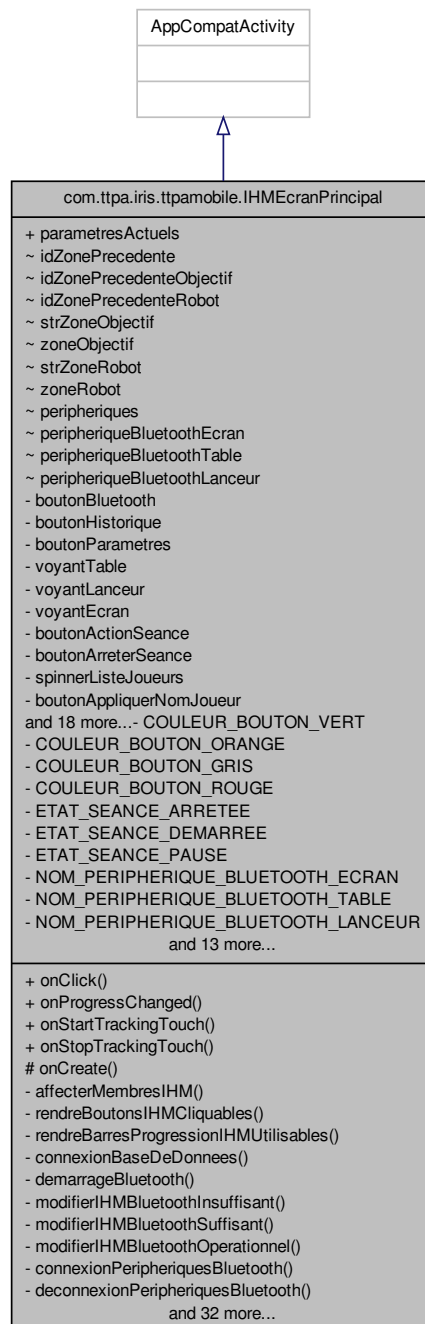 AppCompatActivity
com.ttpa.iris.ttpamobile.IHMEcranPrincipal
+ parametresActuels
~ idZonePrecedente
~ idZonePrecedenteObjectif
~ idZonePrecedenteRobot
~ strZoneObjectif
~ zoneObjectif
~ strZoneRobot
~ zoneRobot
~ peripheriques
~ peripheriqueBluetoothEcran
~ peripheriqueBluetoothTable
~ peripheriqueBluetoothLanceur
- boutonBluetooth
- boutonHistorique
- boutonParametres
- voyantTable
- voyantLanceur
- voyantEcran
- boutonActionSeance
- boutonArreterSeance
- spinnerListeJoueurs
- boutonAppliquerNomJoueur
and 18 more...- COULEUR_BOUTON_VERT
- COULEUR_BOUTON_ORANGE
- COULEUR_BOUTON_GRIS
- COULEUR_BOUTON_ROUGE
- ETAT_SEANCE_ARRETEE
- ETAT_SEANCE_DEMARREE
- ETAT_SEANCE_PAUSE
- NOM_PERIPHERIQUE_BLUETOOTH_ECRAN
- NOM_PERIPHERIQUE_BLUETOOTH_TABLE
- NOM_PERIPHERIQUE_BLUETOOTH_LANCEUR
and 13 more...
+ onClick()
+ onProgressChanged()
+ onStartTrackingTouch()
+ onStopTrackingTouch()
# onCreate()
- affecterMembresIHM()
- rendreBoutonsIHMCliquables()
- rendreBarresProgressionIHMUtilisables()
- connexionBaseDeDonnees()
- demarrageBluetooth()
- modifierIHMBluetoothInsuffisant()
- modifierIHMBluetoothSuffisant()
- modifierIHMBluetoothOperationnel()
- connexionPeripheriquesBluetooth()
- deconnexionPeripheriquesBluetooth()
and 32 more...